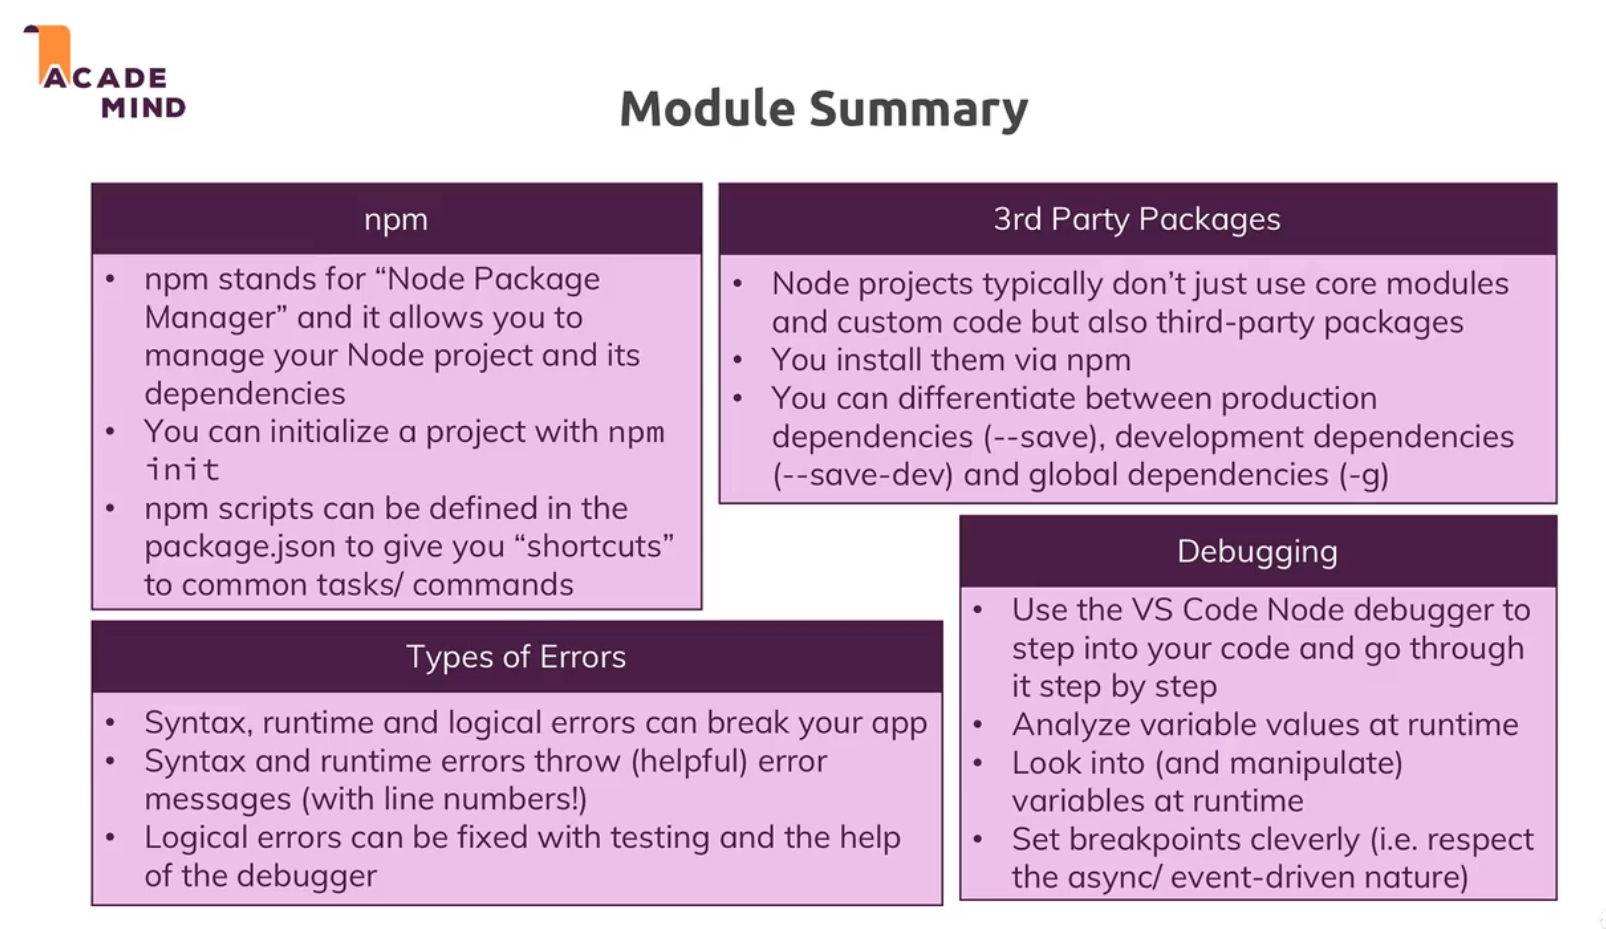 ACADE
MIND
Module Summary
npm
• npm stands for “Node Package
Manager” and it allows you to
manage your Node project and its
dependencies
• You can initialize a project with npm
init
• npm scripts can be defined in the
package.json to give you “shortcuts”
to common tasks/ commands
3rd Party Packages
• Node projects typically don’t just use core modules
and custom code but also third-party packages
• You install them via npm
• You can differentiate between production
dependencies (--save), development dependencies
(--save-dev) and global dependencies (-g)
Types of Errors
• Syntax, runtime and logical errors can break your app
• Syntax and runtime errors throw (helpful) error
messages (with line numbers!)
• Logical errors can be fixed with testing and the help
of the debugger
Debugging
• Use the VS Code Node debugger to
step into your code and go through
it step by step
• Analyze variable values at runtime
• Look into (and manipulate)
variables at runtime
• Set breakpoints cleverly (i.e. respect
the async/ event-driven nature)